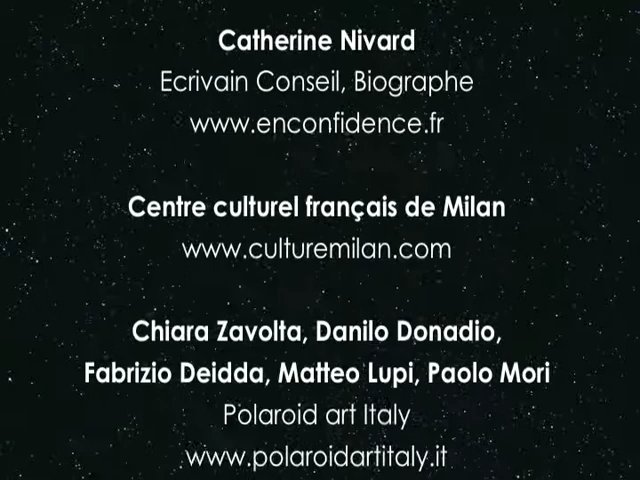 Catherine Nivard
Ecrivain Conseil, Biographe
www.enconfidence.fr
Centre culturel français de Milan
www.culturemilan.com
Chiara Zavolta, Danilo Donadio,
Fabrizio Deidda, Matteo Lupi, Paolo Mori
Polaroid art Italy
www.polaroidartitaly.it